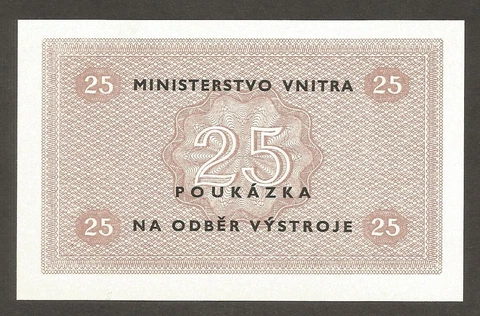 25 MINISTERSTVO VNITRA 25
25
POUKÁZKA
25 NA ODBĚR VÝSTROJE 25